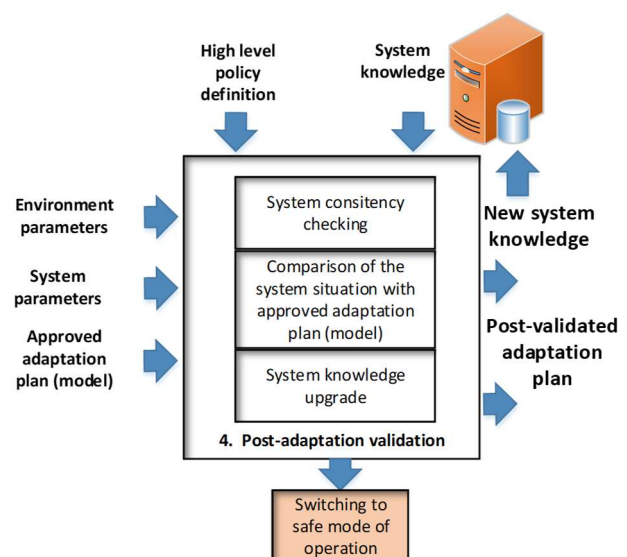 High level
policy
definition
System
knowledge
Environment
parameters
System
parameters
Approved
adaptation
plan (model)
System consitency
checking
Comparison of the
system situation with
approved adaptation
plan (model)
System knowledge
upgrade
4. Post-adaptation validation
New system
knowledge
Post-validated
adaptation
plan
Switching to
safe mode of
operation